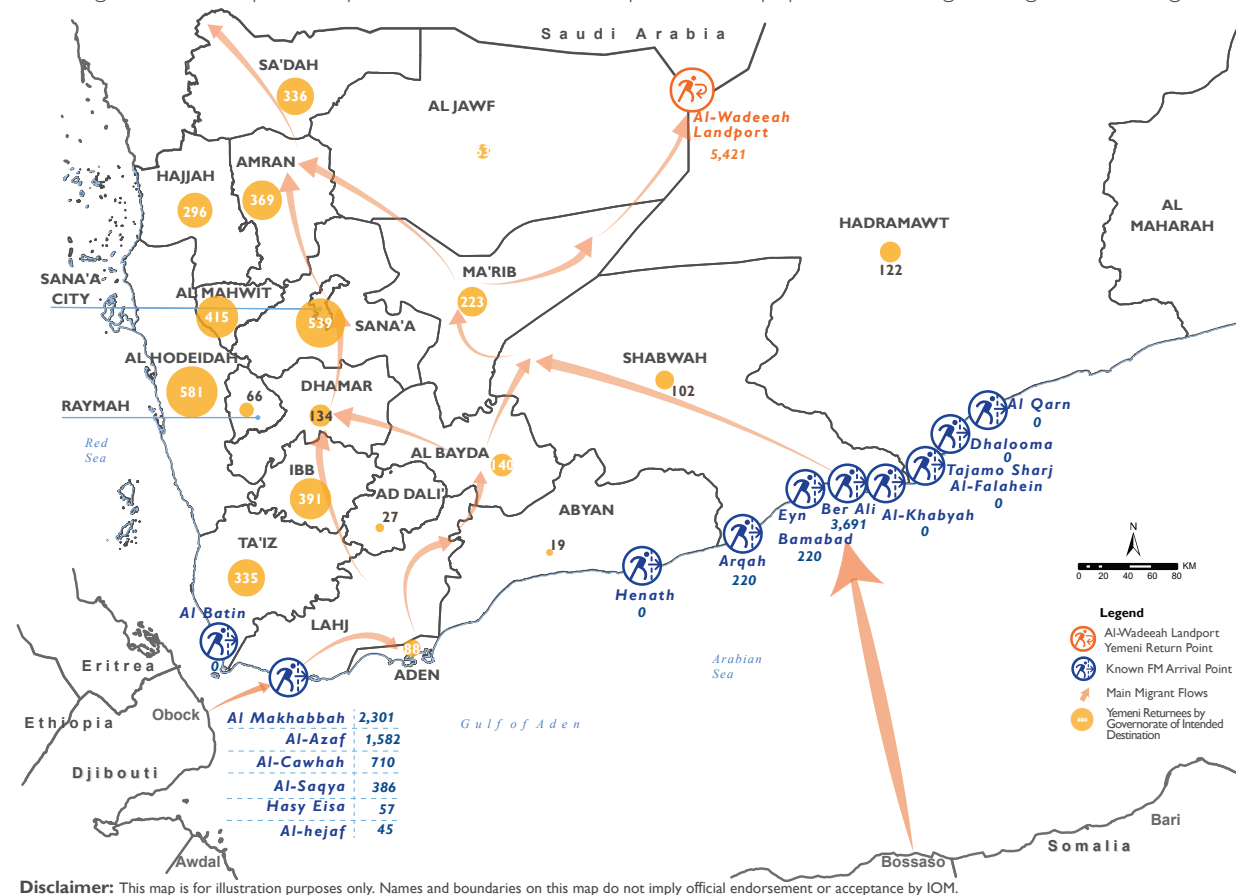 Saudi Arabia
SA'DAH
336
AL JAWF
Al-Wadeeah
Landport
5,421
HAJJAH
296
AMRAN
369
HADRAMAWT
122
AL
MAHARAH
SANA'A
CITY
AL MAHWIT
415
539
SANA'A
MA'RIB
223
SHABWAH
102
AL HODEIDAH
581
RAYMAH
66
DHAMAR
134
Red
Sea
IBB
391
AL BAYDA
140
AD DALI'
27
ABYAN
19
TA'IZ
335
LAHJ
88
ADEN
Al Qarn
0
Dhalooma
0
Tajamo Sharj
Al-Falahein
0
Al-Khabyah
0
Ber Ali
3,691
Eyn
Bamabad
220
Arqah
220
Henath
0
Al Batin
0
N
0 20 40 60 80 KM
Legend
Al-Wadeeah Landport
Yemeni Return Point
Known FM Arrival Point
Main Migrant Flows
Yemeni Returnees by
Governorate of Intended
Destination
Arabian
Sea
Gulf of Aden
Eritrea
Ethiopia
Obock
Djibouti
Awdal
Al Makhabbah 2,301
Al-Azaf 1,582
Al-Cawhah 710
Al-Saqya 386
Hasy Eisa 57
Al-hejaf 45
Bossaso
Somalia
Bari
Disclaimer: This map is for illustration purposes only. Names and boundaries on this map do not imply official endorsement or acceptance by IOM.